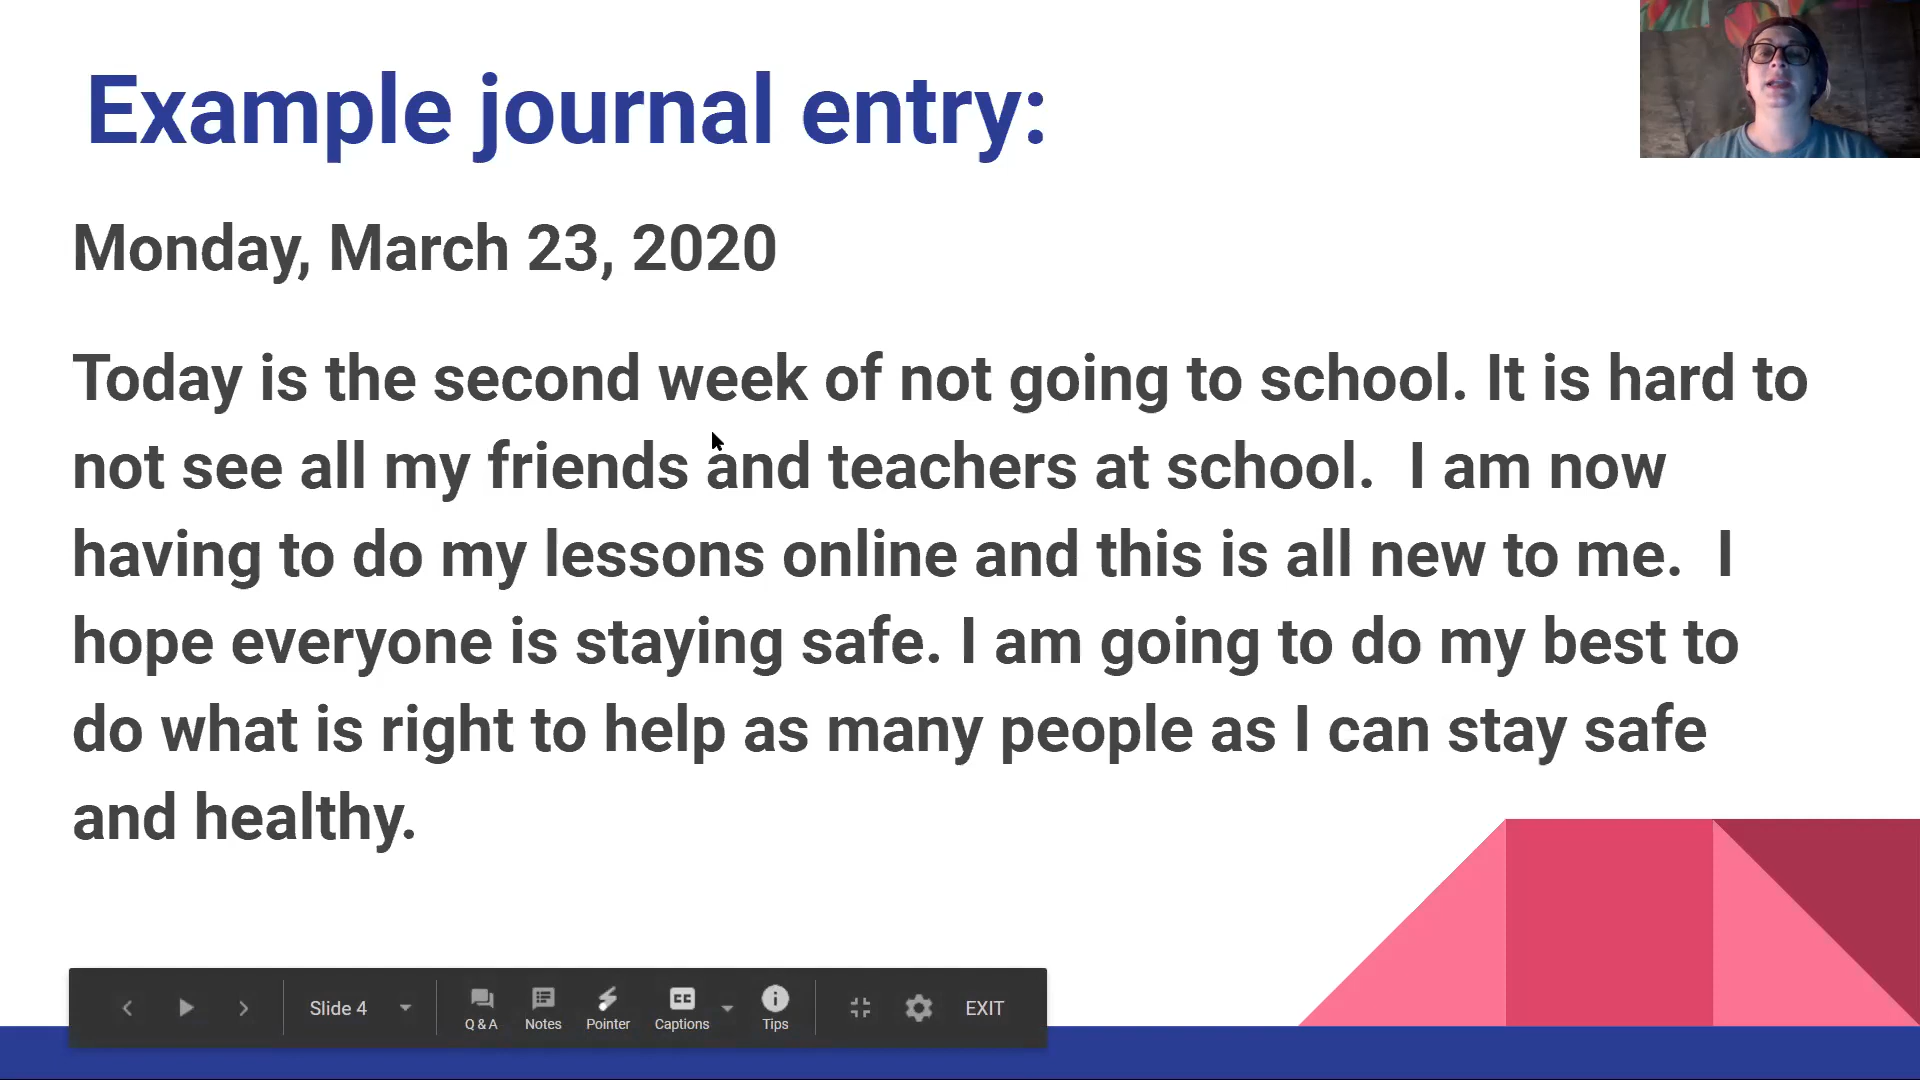 Example journal entry:
Monday, March 23, 2020
Today is the second week of not going to school. It is hard to
not see all my friends and teachers at school.  I am now
having to do my lessons online and this is all new to me.  I
hope everyone is staying safe. I am going to do my best to
do what is right to help as many people as I can stay safe
and healthy.
Slide 4
Q & A
Notes
Pointer
Captions
Tips
EXIT